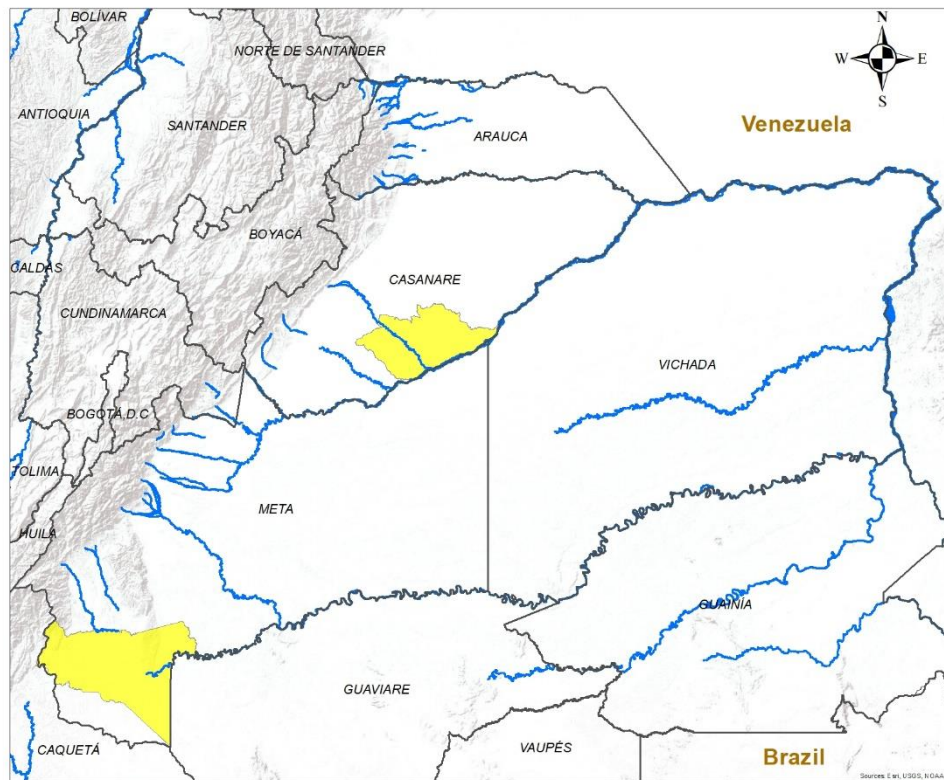 BOLÍVAR
N
NORTE DE SANTANDER
W E
S
ANTIOQUIA
SANTANDER
Venezuela
ARAUCA
BOYACÁ
CALDAS
CASANARE
CUNDINAMARCA
VICHADA
BOGOTÁ,D.C
TOLIMA
META
HUILA
GUAINÍA
GUAVIARE
CAQUETÁ
VAUPÉS
Brazil
Sources: Esri, USGS, NOAA